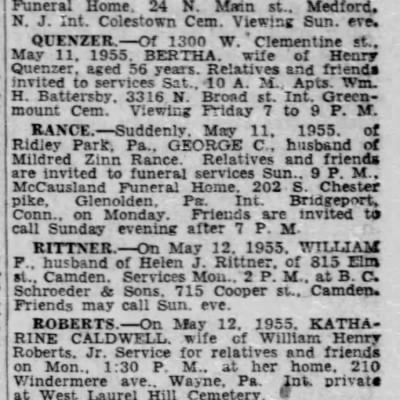 Funeral Home, 24 N. Main st., Medford,
N. J. Int. Colestown Cem. Viewing Sun. eve.
QUENZER.—Of 1300 W. Clementine st.,
May 11, 1955, BERTHA, wife of Henry
Quenzer, aged 56 years. Relatives and friends
invited to services Sat., 10 A. M., Apts. Wm.
H. Battersby, 3316 N. Broad st. Int. Green-
mount Cem. Viewing Friday 7 to 9 P. M.
RANCE.—Suddenly, May 11, 1955, of
Ridley Park, Pa., GEORGE C., husband of
Mildred Zinn Rance. Relatives and friends
are invited to funeral services Sun., 9 P. M.,
McCausland Funeral Home, 202 S. Chester
pike, Glenolden, Pa. Int. Bridgeport,
Conn., on Monday. Friends are invited to
call Sunday evening after 7 P. M.
RITTNER.—On May 12, 1955, WILLIAM
F., husband of Helen J. Rittner, of 815 Elm
st., Camden. Services Mon., 2 P. M., at B. C.
Schroeder & Sons, 715 Cooper st., Camden.
Friends may call Sun. eve.
ROBERTS.—On May 12, 1955, KATHA-
RINE CALDWELL, wife of William Henry
Roberts, Jr. Service for relatives and friends
on Mon., 1:30 P. M., at her home, 210
Windermere ave., Wayne, Pa. Int. private
at West Laurel Hill Cemetery.